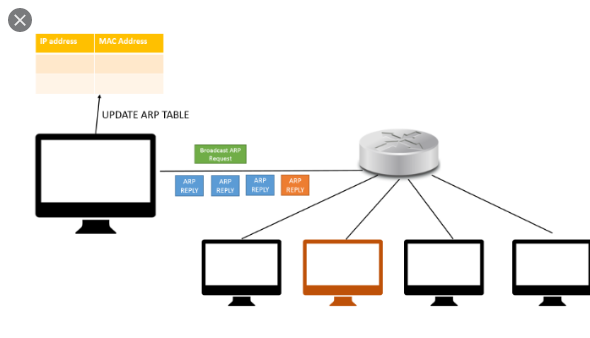 IP address MAC Address
UPDATE ARP TABLE
Broadcast ARP
Request
ARP
REPLY
ARP
REPLY
ARP
REPLY
ARP
REPLY